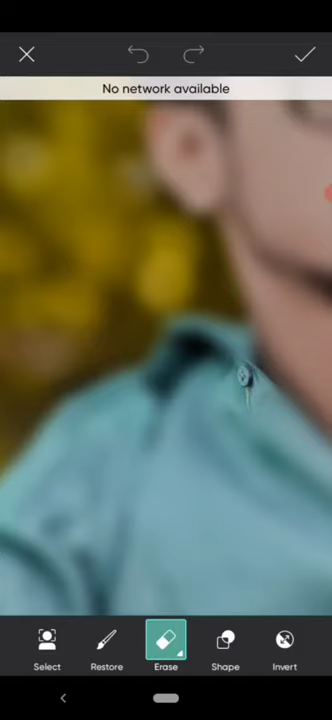 No network available
Select
Restore
Erase
Shape
Invert